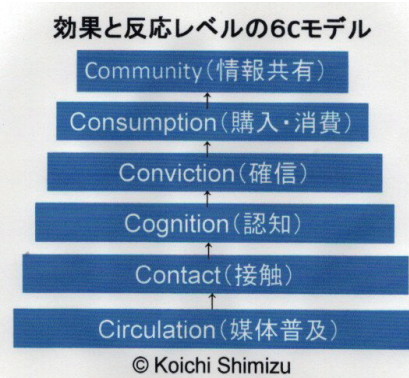 効果と反応レベルの6Cモデル
Community(情報共有)
↑
Consumption(購入・消費)
↑
Conviction(確信)
↑
Cognition(認知)
↑
Contact(接触)
↑
Circulation(媒体普及)
© Koichi Shimizu